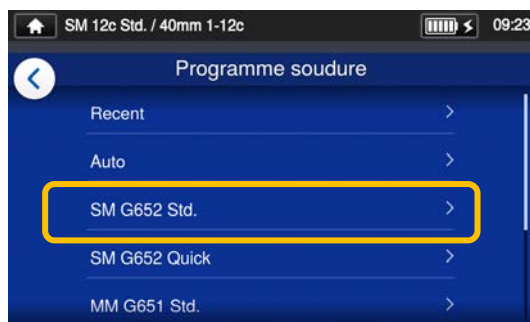 SM 12c Std. / 40mm 1-12c 09:23
Programme soudure
Recent
Auto
SM G652 Std.
SM G652 Quick
MM G651 Std.